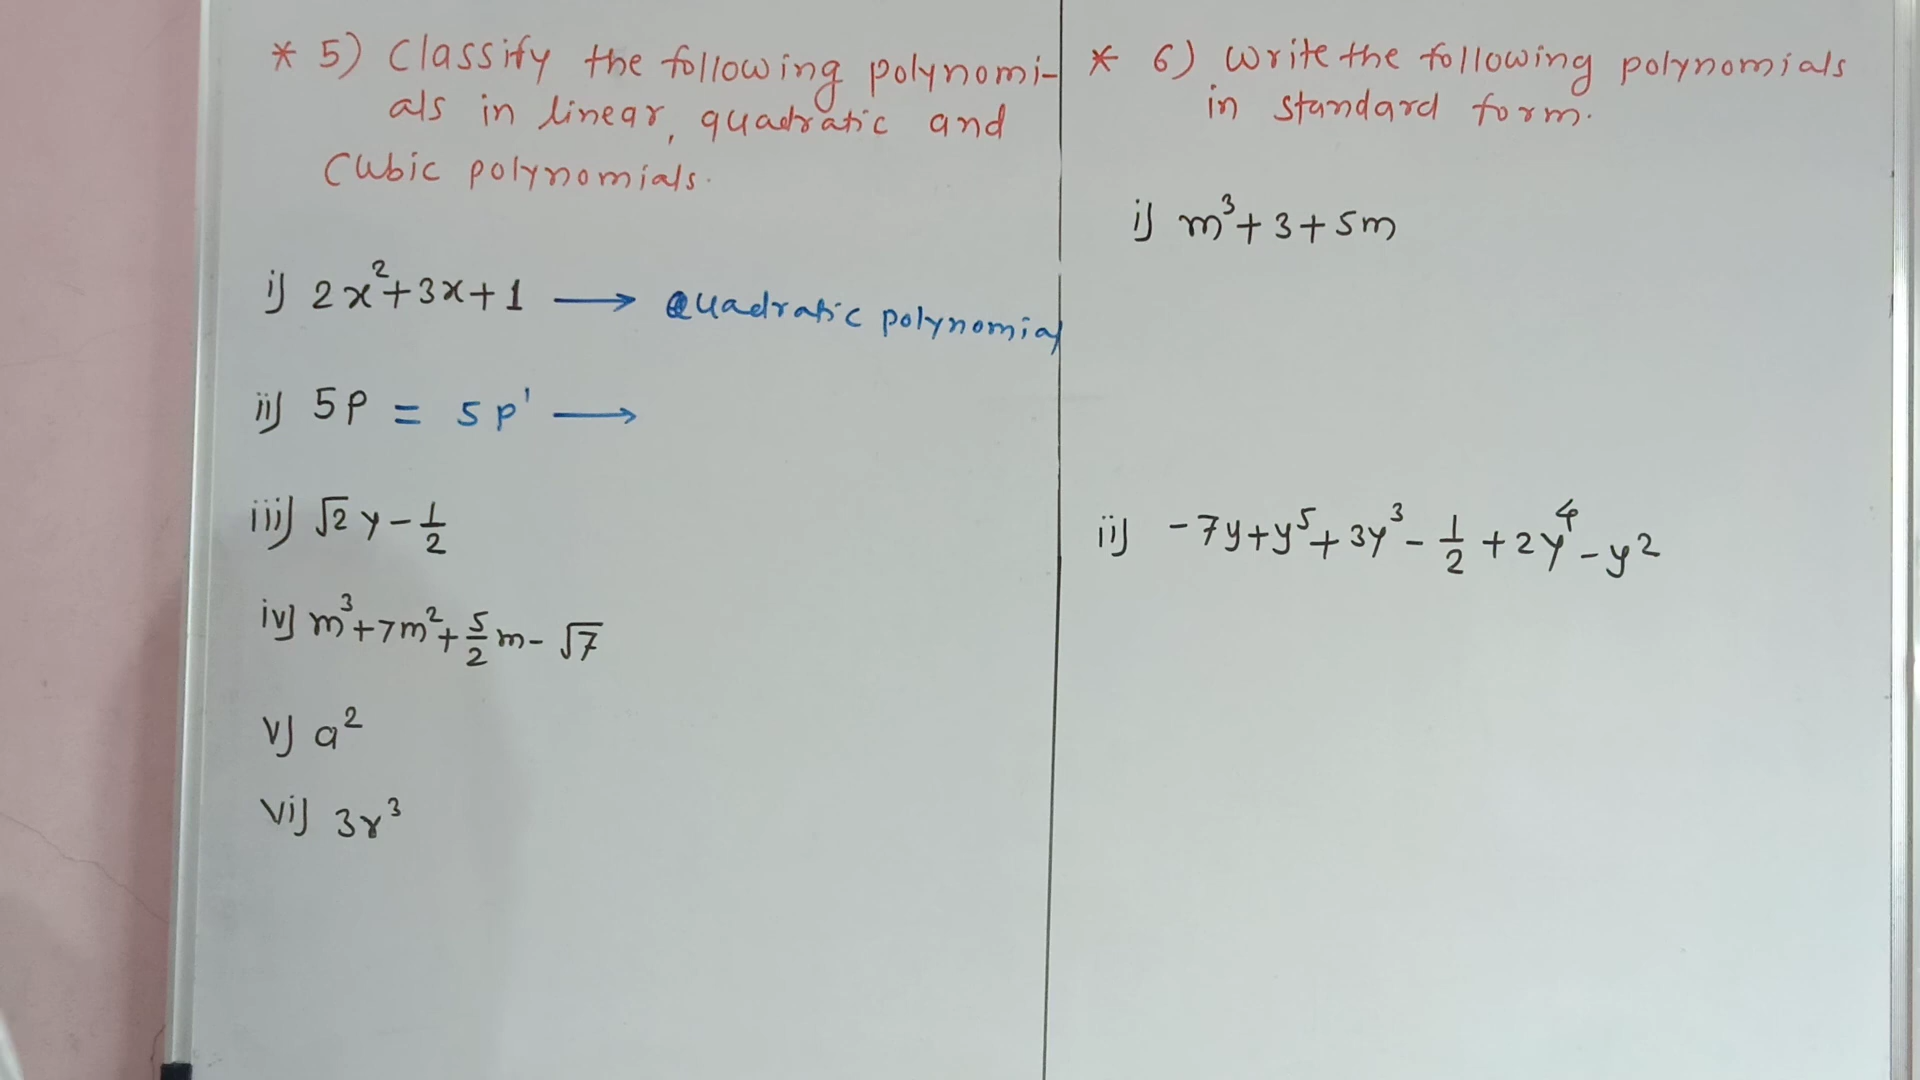 * 5) Classify the following polynomi-
als in linear, quadratic and
Cubic polynomials.
i) 2x²+3x+1 → Quadratic polynomial
ii) 5p = 5p¹ →
iii) √2 y - 1/2
iv) m³+7m²+5/2 m - √7
v) a²
vi) 3r³
* 6) Write the following polynomials
in standard form.
i) m³+3+5m
ii) -7y+y⁵+3y³-1/2+2y⁴-y²